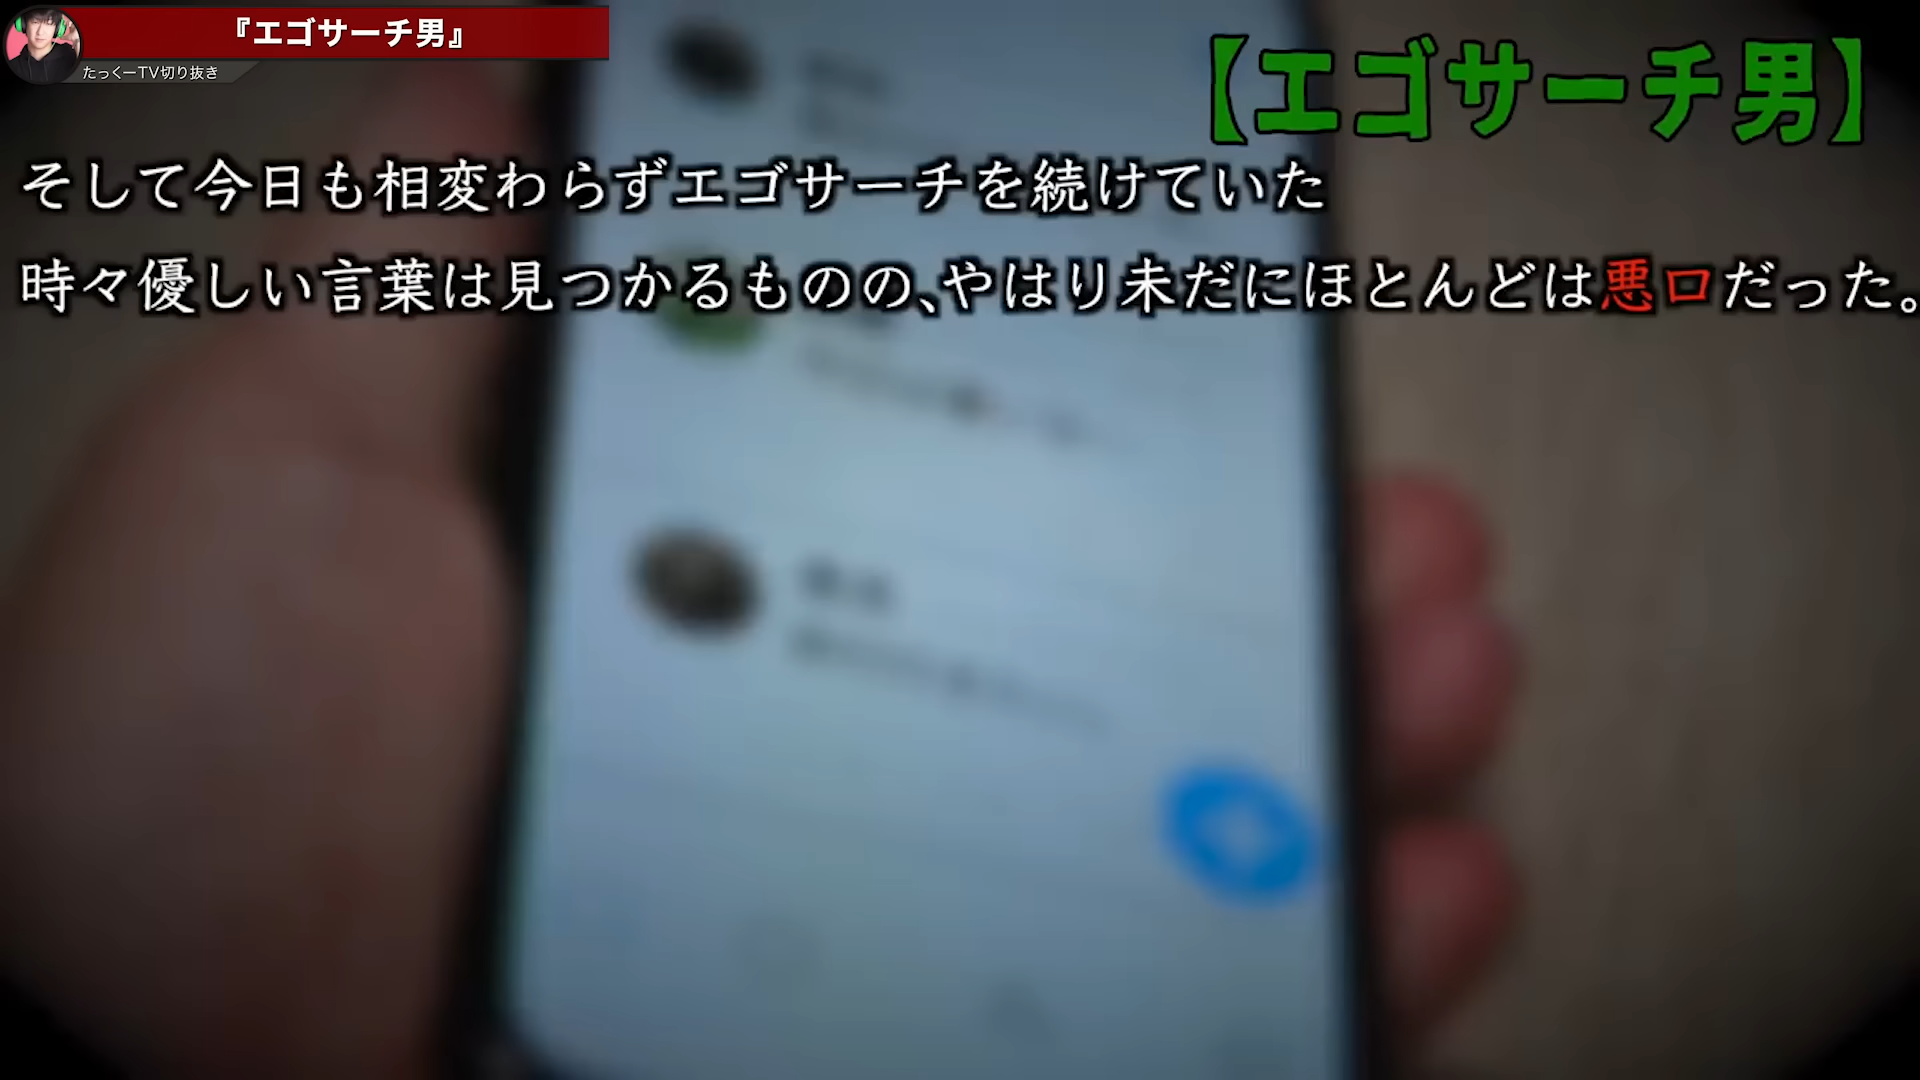 『エゴサーチ男』
たっくーTV切り抜き
【エゴサーチ男】
そして今日も相変わらずエゴサーチを続けていた
時々優しい言葉は見つかるものの、やはり未だにほとんどは悪口だった。